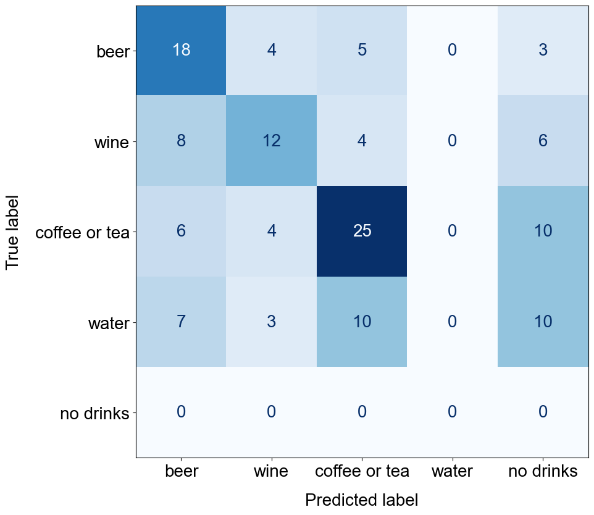 beer 18 4 5 0 3
wine 8 12 4 0 6
coffee or tea 6 4 25 0 10
water 7 3 10 0 10
no drinks 0 0 0 0 0
beer wine coffee or tea water no drinks
Predicted label
True label